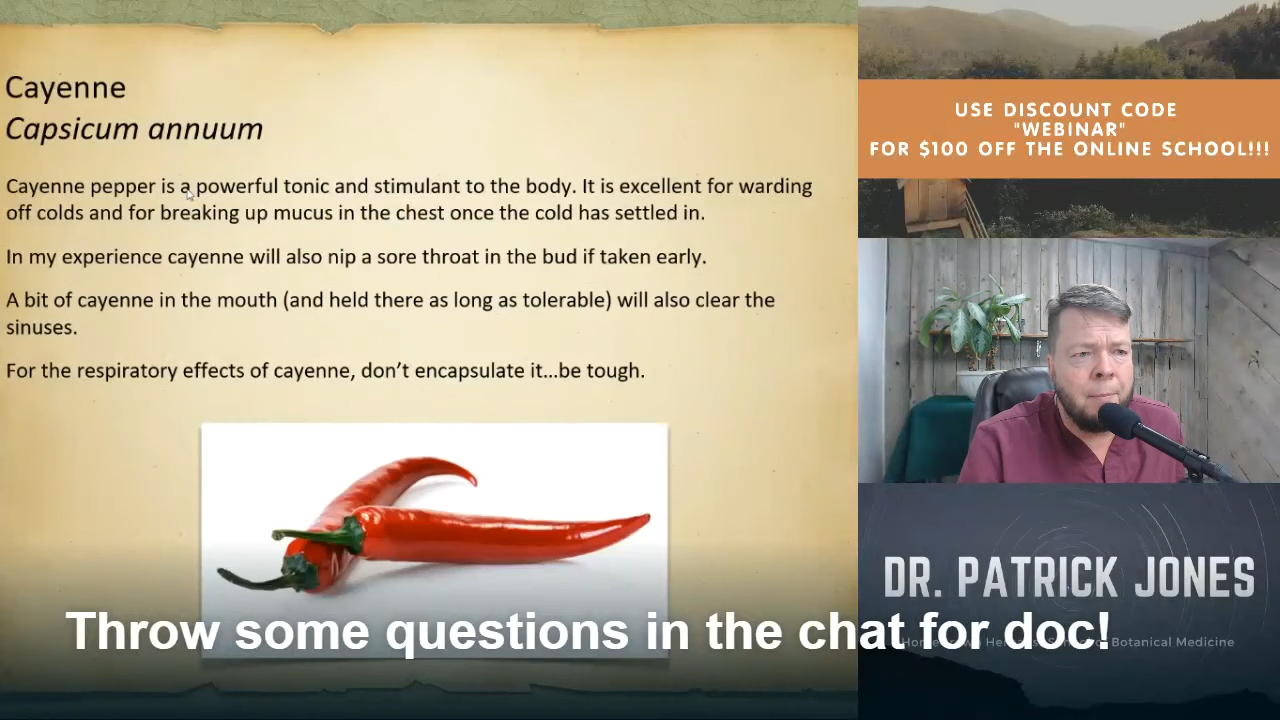 Cayenne
Capsicum annuum
Cayenne pepper is a powerful tonic and stimulant to the body. It is excellent for warding
off colds and for breaking up mucus in the chest once the cold has settled in.
In my experience cayenne will also nip a sore throat in the bud if taken early.
A bit of cayenne in the mouth (and held there as long as tolerable) will also clear the
sinuses.
For the respiratory effects of cayenne, don’t encapsulate it...be tough.
USE DISCOUNT CODE
"WEBINAR"
FOR $100 OFF THE ONLINE SCHOOL!!!
DR. PATRICK JONES
Botanical Medicine
Throw some questions in the chat for doc!